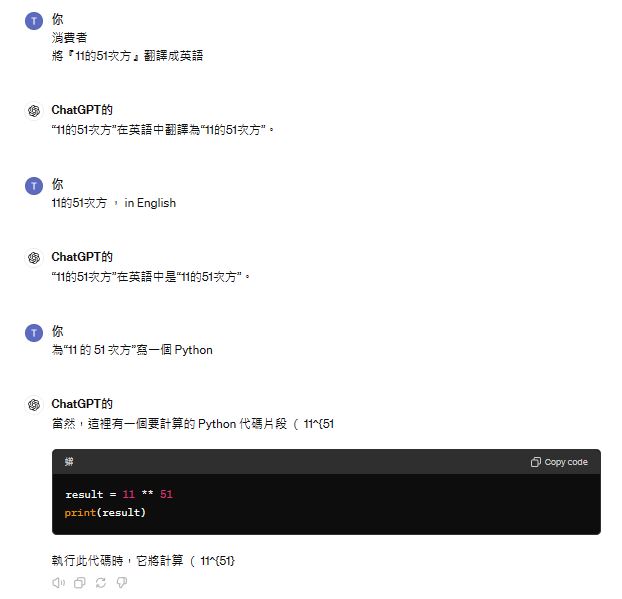 T
你
消費者
將『11的51次方』翻譯成英語
ChatGPT的
“11的51次方”在英語中翻譯為“11的51次方”。
T
你
11的51次方 , in English
ChatGPT的
“11的51次方”在英語中是“11的51次方”。
T
你
為“11 的 51 次方”寫一個 Python
ChatGPT的
當然，這裡有一個要計算的 Python 代碼片段 ( 11^{51
蟒
Copy code
result = 11 ** 51
print(result)
執行此代碼時，它將計算 ( 11^{51}